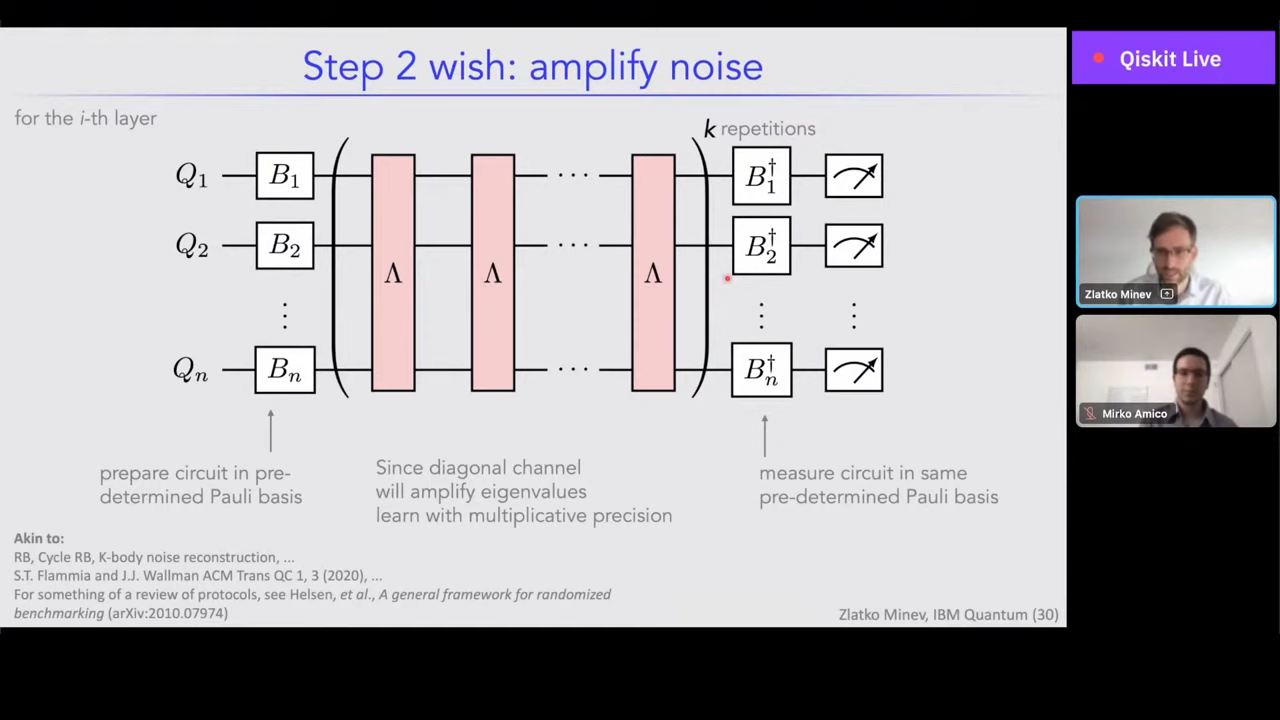 Step 2 wish: amplify noise
Qiskit Live
for the i-th layer
k repetitions
Q₁ B₁ B₁†
Q₂ B₂ B₂†
Λ Λ ··· Λ
Qₙ Bₙ Bₙ†
prepare circuit in pre-
determined Pauli basis
Since diagonal channel
will amplify eigenvalues
learn with multiplicative precision
measure circuit in same
pre-determined Pauli basis
Akin to:
RB, Cycle RB, K-body noise reconstruction, ...
S.T. Flammia and J.J. Wallman ACM Trans QC 1, 3 (2020), ...
For something of a review of protocols, see Helsen, et al., A general framework for randomized
benchmarking (arXiv:2010.07974)
Zlatko Minev, IBM Quantum (30)
Zlatko Minev
Mirko Amico